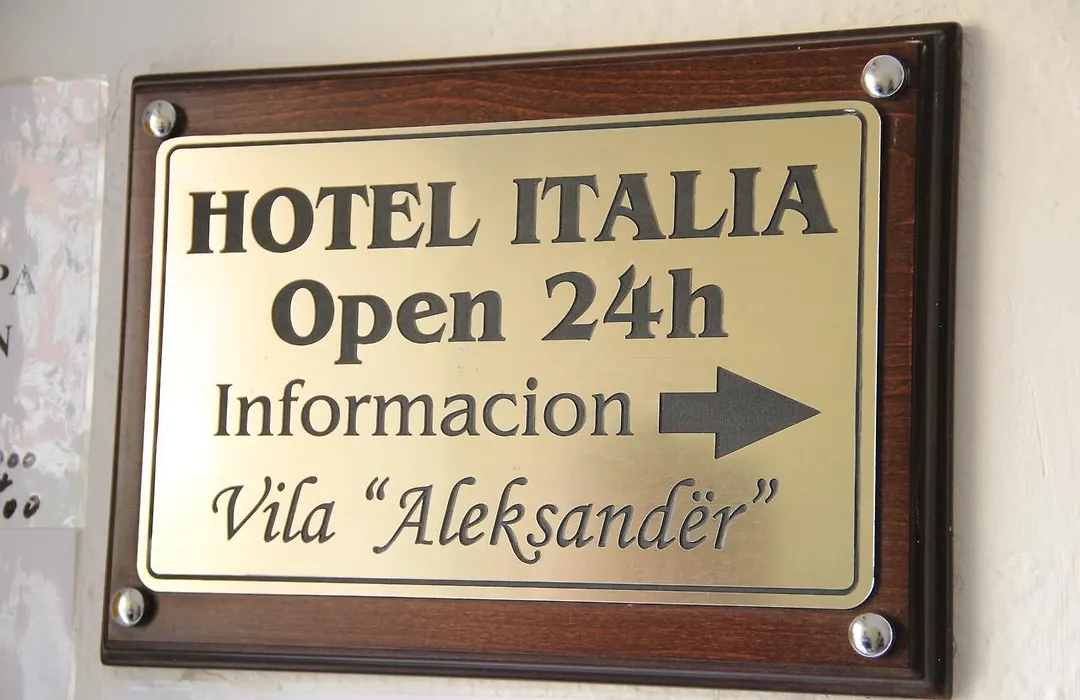 HOTEL ITALIA
Open 24h
Informacion
Vila “Aleksandër”